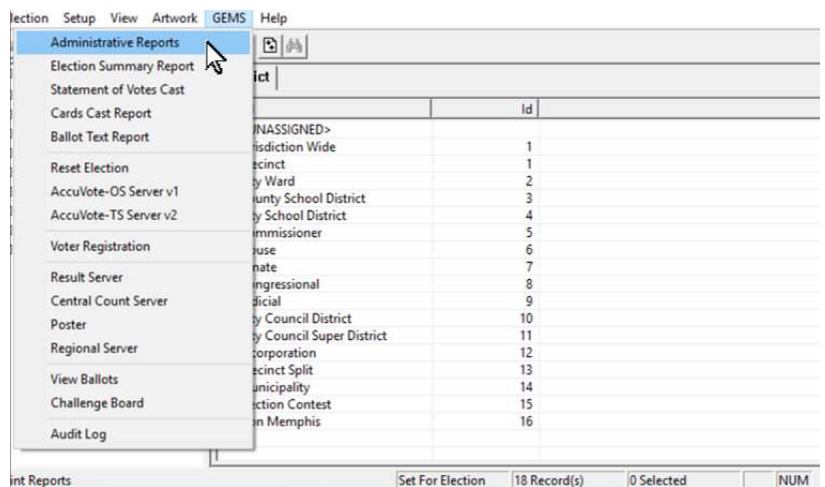 lection Setup View Artwork GEMS Help
Administrative Reports
Election Summary Report
Statement of Votes Cast
Cards Cast Report
Ballot Text Report
Reset Election
AccuVote-OS Server v1
AccuVote-TS Server v2
Voter Registration
Result Server
Central Count Server
Poster
Regional Server
View Ballots
Challenge Board
Audit Log
ict
Id
UNASSIGNED>
risdiction Wide 1
ecinct 1
ty Ward 2
unty School District 3
ty School District 4
mmissioner 5
ouse 6
nate 7
ngressional 8
dicial 9
ty Council District 10
ty Council Super District 11
corporation 12
ecinct Split 13
unicipality 14
ection Contest 15
on Memphis 16
int Reports Set For Election 18 Record(s) 0 Selected NUM